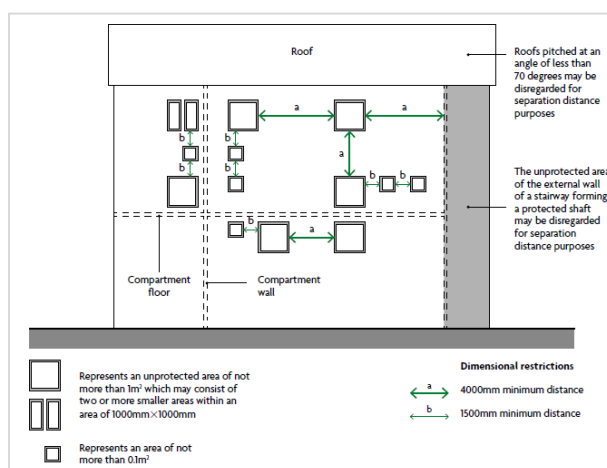 Roof
Roofs pitched at an
angle of less than
70 degrees may be
disregarded for
separation distance
purposes
a
a
b
b
a
b
b
b
b
b
b
The unprotected area
of the external wall
of a stairway forming
a protected shaft
may be disregarded
for separation
distance purposes
b
a
Compartment
floor
Compartment
wall
Represents an unprotected area of not
more than 1m² which may consist of
two or more smaller areas within an
area of 1000mm×1000mm
Represents an area of not
more than 0.1m²
Dimensional restrictions
a
4000mm minimum distance
b
1500mm minimum distance